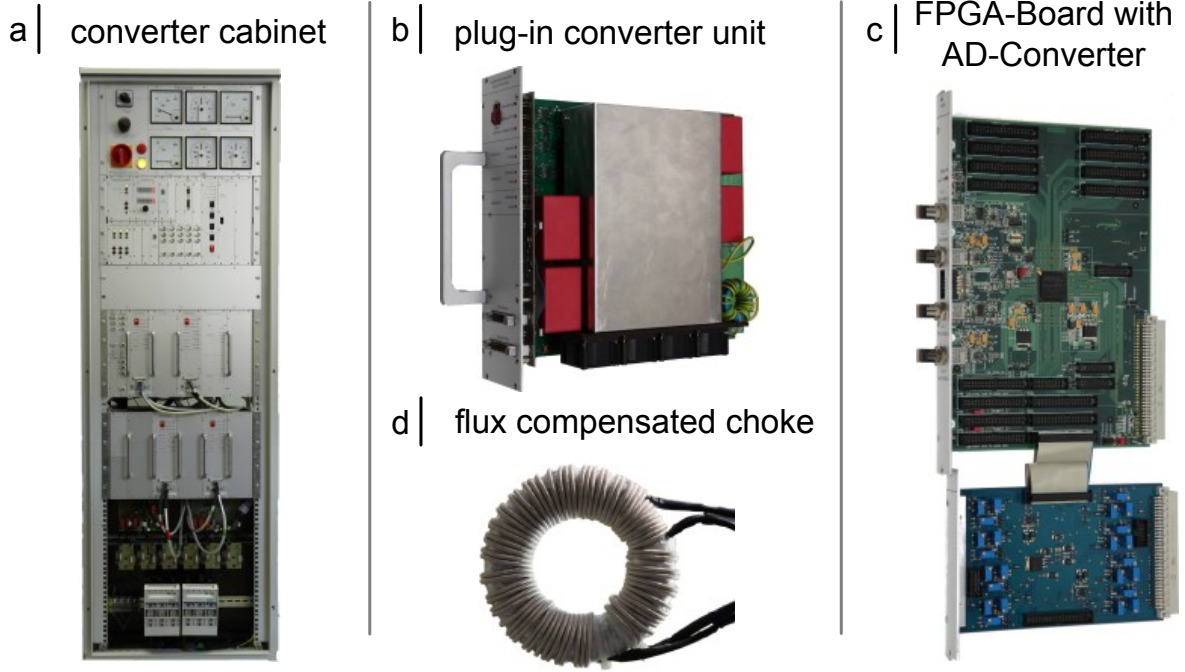 a | converter cabinet
b | plug-in converter unit
c | FPGA-Board with
AD-Converter
d | flux compensated choke